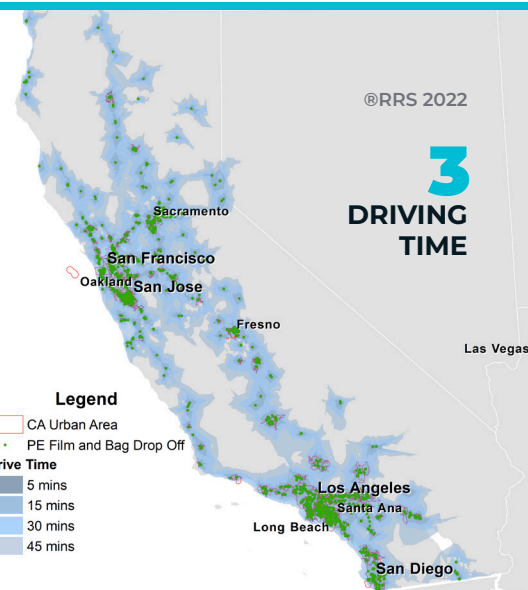 ®RRS 2022
3
DRIVING
TIME
Sacramento
San Francisco
Oakland
San Jose
Fresno
Las Vegas
Legend
CA Urban Area
PE Film and Bag Drop Off
rive Time
5 mins
15 mins
30 mins
45 mins
Los Angeles
Santa Ana
Long Beach
San Diego